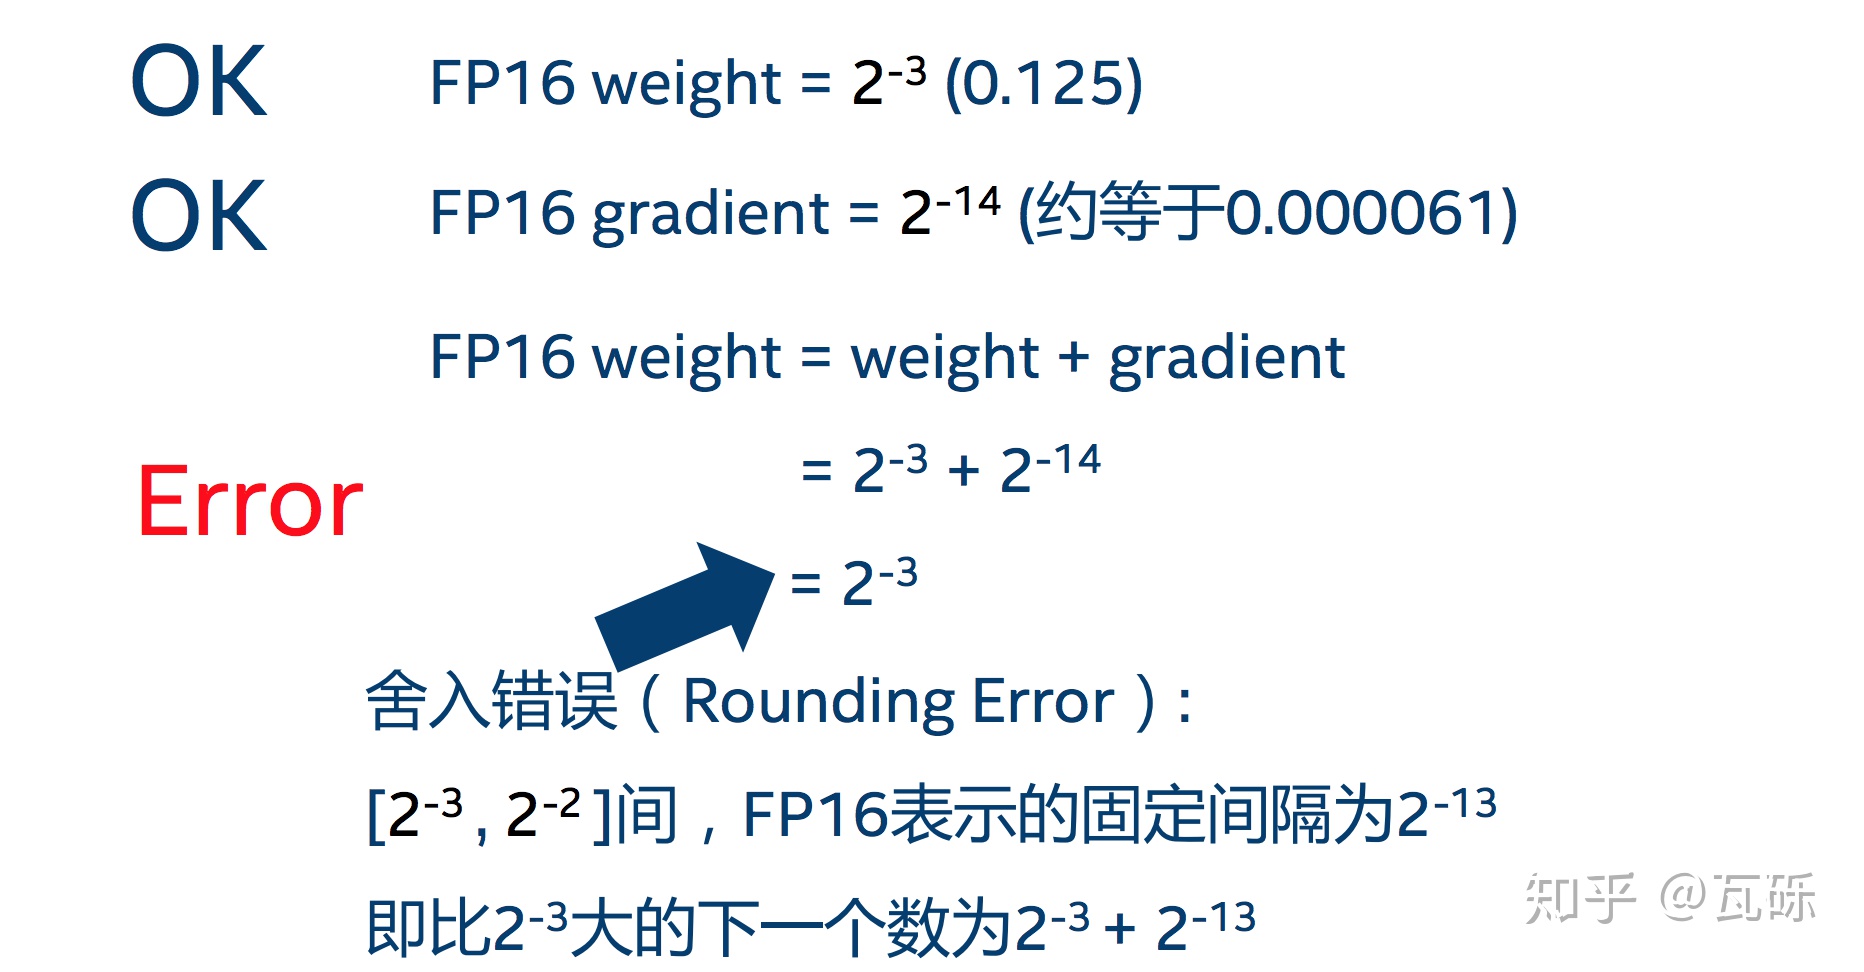 OK FP16 weight = 2⁻³ (0.125)
OK FP16 gradient = 2⁻¹⁴ (约等于0.000061)
FP16 weight = weight + gradient
= 2⁻³ + 2⁻¹⁴
Error
= 2⁻³
舍入错误（Rounding Error）:
[2⁻³ , 2⁻² ]间，FP16表示的固定间隔为2⁻¹³
即比2⁻³大的下一个数为2⁻³ + 2⁻¹³
知乎 @瓦砾